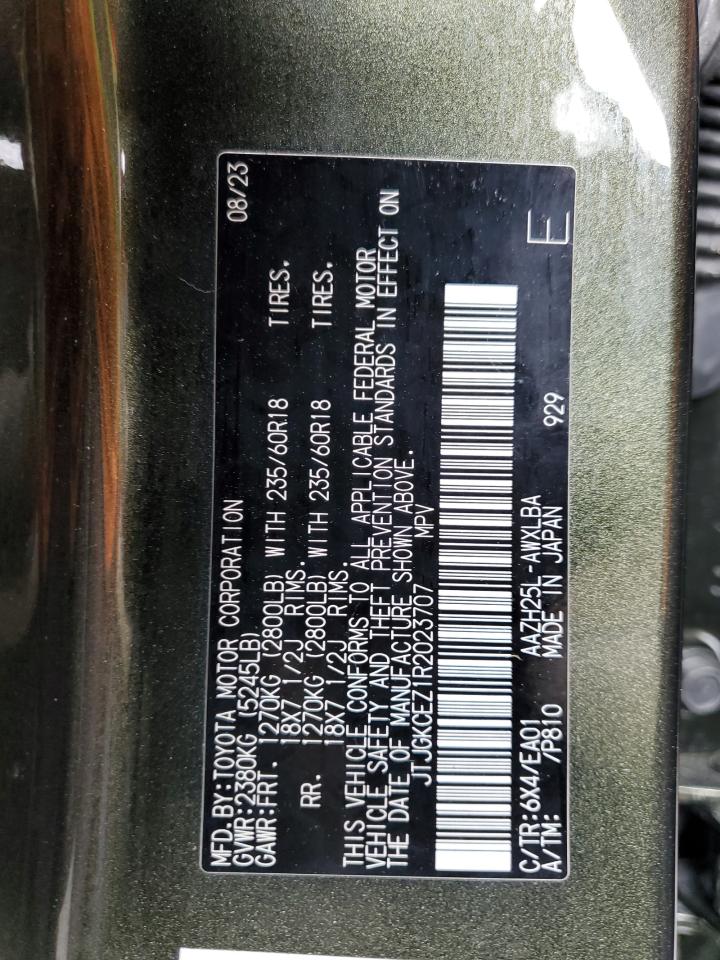 MFD.BY:TOYOTA MOTOR CORPORATION 08/23
GVWR:2380KG (5245LB)
GAWR:FRT. 1270KG (2800LB) WITH 235/60R18 TIRES.
18X7 1/2J RIMS.
RR. 1270KG (2800LB) WITH 235/60R18 TIRES.
18X7 1/2J RIMS.
THIS VEHICLE CONFORMS TO ALL APPLICABLE FEDERAL MOTOR
VEHICLE SAFETY AND THEFT PREVENTION STANDARDS IN EFFECT ON
THE DATE OF MANUFACTURE SHOWN ABOVE.
JTJGKCEZ1R2023707 MPV
C/TR:6X4/EA01 AAZH25L-AWXLBA E
A/TM: /P810 MADE IN JAPAN 929